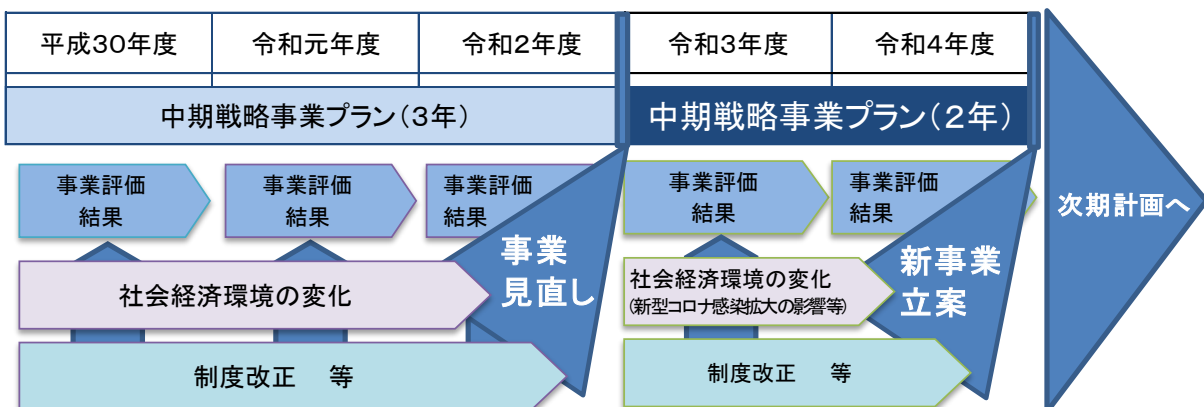 平成30年度
令和元年度
令和2年度
令和3年度
令和4年度
中期戦略事業プラン（3年）
中期戦略事業プラン（2年）
事業評価
結果
事業評価
結果
事業評価
結果
事業評価
結果
事業評価
結果
次期計画へ
事業
見直し
新事業
立案
社会経済環境の変化
社会経済環境の変化
(新型コロナ感染拡大の影響等)
制度改正　等
制度改正　等